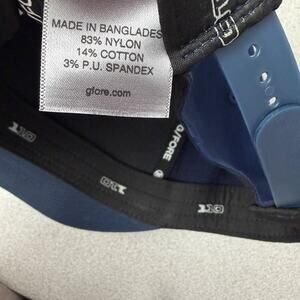 MADE IN BANGLADES
83% NYLON
14% COTTON
3% P.U. SPANDEX
gfore.com
G/FORE